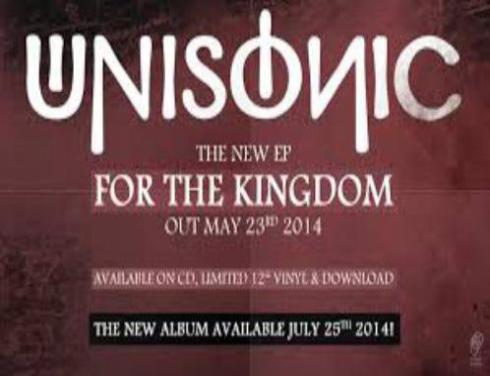 UNISONIC
THE NEW EP
FOR THE KINGDOM
OUT MAY 23RD 2014
AVAILABLE ON CD, LIMITED 12" VINYL & DOWNLOAD
THE NEW ALBUM AVAILABLE JULY 25TH 2014!